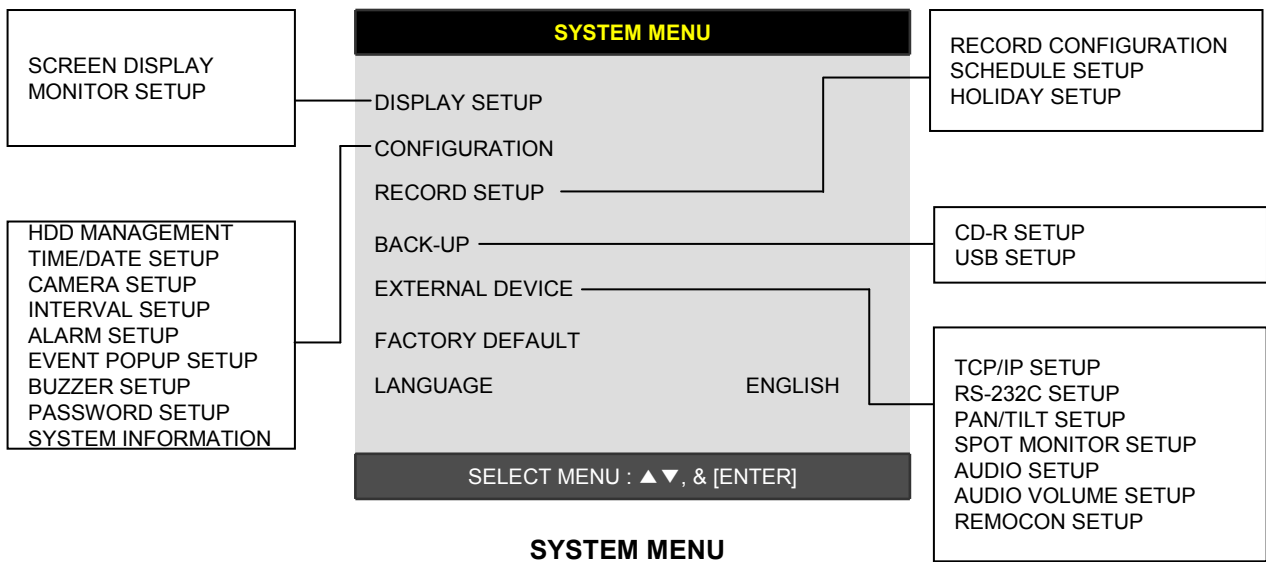 SCREEN DISPLAY
MONITOR SETUP
HDD MANAGEMENT
TIME/DATE SETUP
CAMERA SETUP
INTERVAL SETUP
ALARM SETUP
EVENT POPUP SETUP
BUZZER SETUP
PASSWORD SETUP
SYSTEM INFORMATION
SYSTEM MENU
DISPLAY SETUP
CONFIGURATION
RECORD SETUP
BACK-UP
EXTERNAL DEVICE
FACTORY DEFAULT
LANGUAGE ENGLISH
SELECT MENU : ▲▼, & [ENTER]
RECORD CONFIGURATION
SCHEDULE SETUP
HOLIDAY SETUP
CD-R SETUP
USB SETUP
TCP/IP SETUP
RS-232C SETUP
PAN/TILT SETUP
SPOT MONITOR SETUP
AUDIO SETUP
AUDIO VOLUME SETUP
REMOCON SETUP
SYSTEM MENU